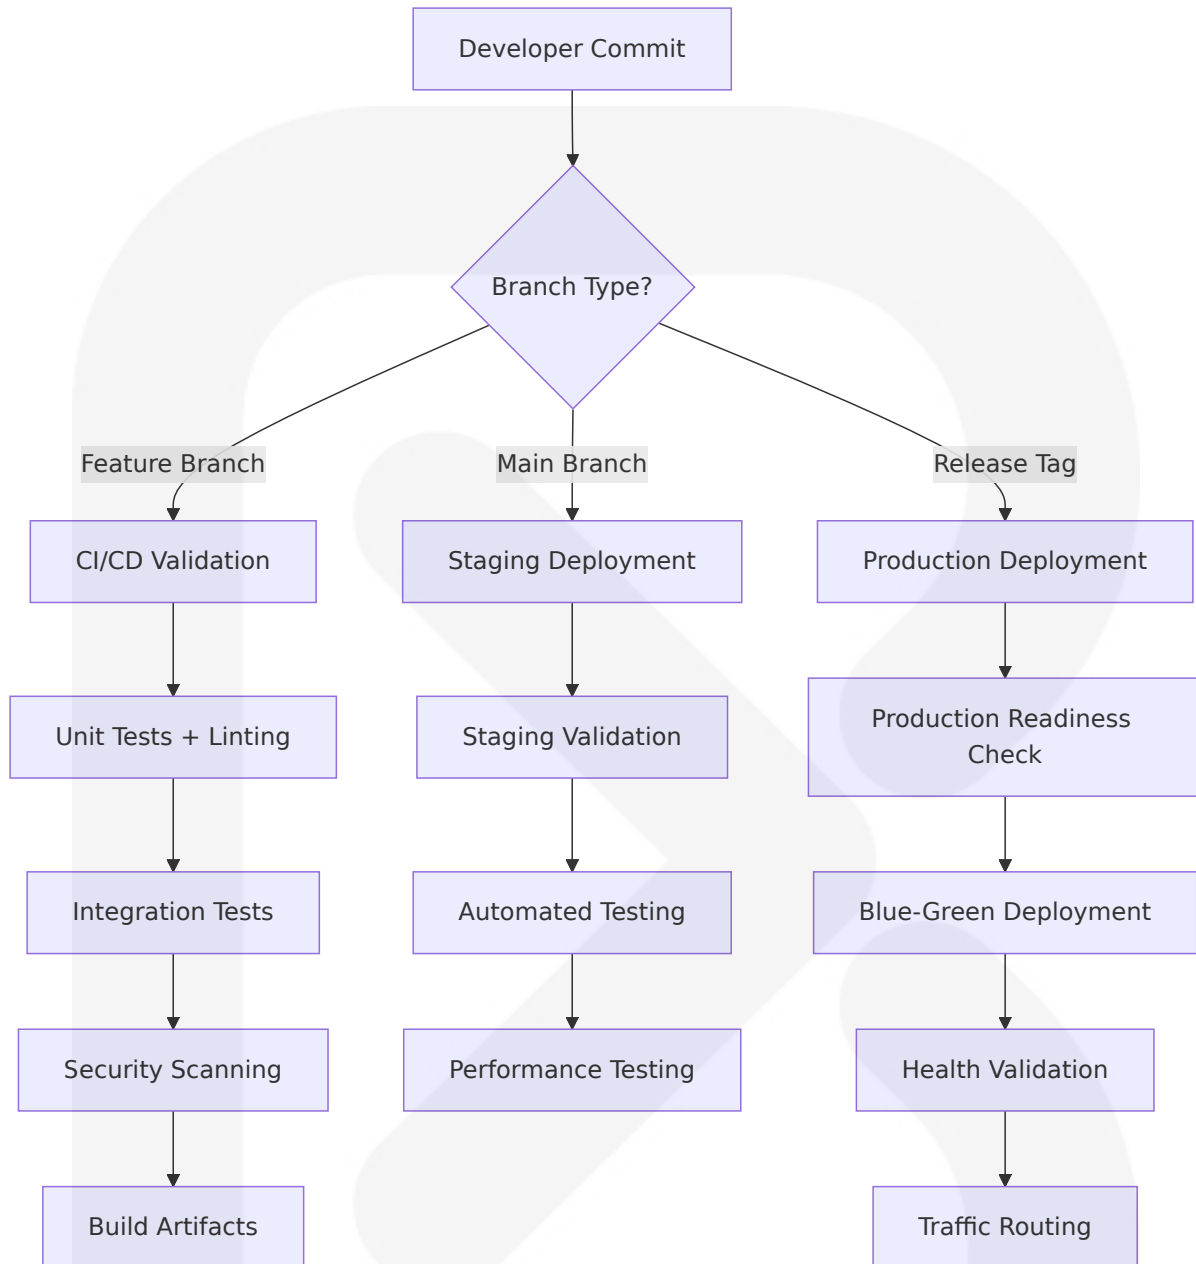 Developer Commit
Branch Type?
Feature Branch
Main Branch
Release Tag
CI/CD Validation
Staging Deployment
Production Deployment
Unit Tests + Linting
Staging Validation
Production Readiness
Check
Integration Tests
Automated Testing
Blue-Green Deployment
Security Scanning
Performance Testing
Health Validation
Build Artifacts
Traffic Routing